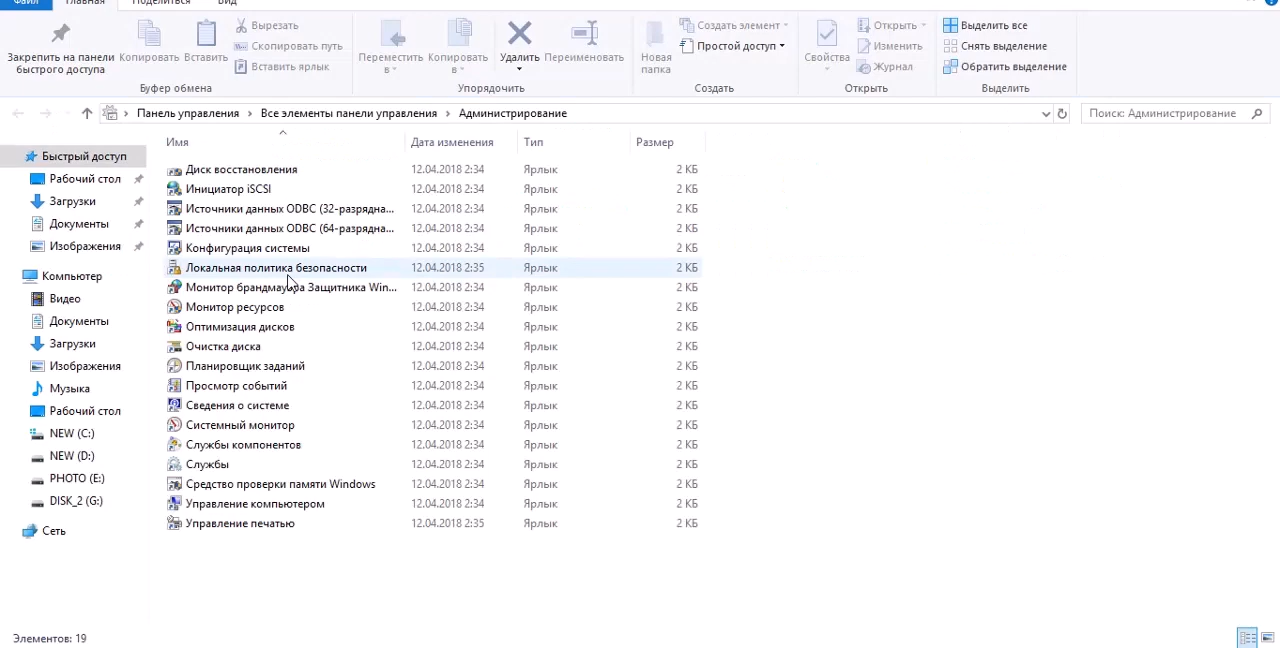 Файл Главная Поделиться Вид
Закрепить на панели быстрого доступа
Копировать
Вставить
Вырезать
Скопировать путь
Вставить ярлык
Буфер обмена
Переместить в
Копировать в
Удалить
Переименовать
Упорядочить
Новая папка
Создать элемент
Простой доступ
Создать
Свойства
Открыть
Изменить
Журнал
Открыть
Выделить все
Снять выделение
Обратить выделение
Выделить
Панель управления Все элементы панели управления Администрирование
Поиск: Администрирование
Быстрый доступ
Рабочий стол
Загрузки
Документы
Изображения
Компьютер
Видео
Документы
Загрузки
Изображения
Музыка
Рабочий стол
NEW (C:)
NEW (D:)
PHOTO (E:)
DISK_2 (G:)
Сеть
Имя Дата изменения Тип Размер
Диск восстановления 12.04.2018 2:34 Ярлык 2 КБ
Инициатор iSCSI 12.04.2018 2:34 Ярлык 2 КБ
Источники данных ODBC (32-разрядна... 12.04.2018 2:34 Ярлык 2 КБ
Источники данных ODBC (64-разрядна... 12.04.2018 2:34 Ярлык 2 КБ
Конфигурация системы 12.04.2018 2:34 Ярлык 2 КБ
Локальная политика безопасности 12.04.2018 2:35 Ярлык 2 КБ
Монитор брандмауэра Защитника Win... 12.04.2018 2:34 Ярлык 2 КБ
Монитор ресурсов 12.04.2018 2:34 Ярлык 2 КБ
Оптимизация дисков 12.04.2018 2:34 Ярлык 2 КБ
Очистка диска 12.04.2018 2:34 Ярлык 2 КБ
Планировщик заданий 12.04.2018 2:34 Ярлык 2 КБ
Просмотр событий 12.04.2018 2:34 Ярлык 2 КБ
Сведения о системе 12.04.2018 2:34 Ярлык 2 КБ
Системный монитор 12.04.2018 2:34 Ярлык 2 КБ
Службы компонентов 12.04.2018 2:34 Ярлык 2 КБ
Службы 12.04.2018 2:34 Ярлык 2 КБ
Средство проверки памяти Windows 12.04.2018 2:34 Ярлык 2 КБ
Управление компьютером 12.04.2018 2:34 Ярлык 2 КБ
Управление печатью 12.04.2018 2:35 Ярлык 2 КБ
Элементов: 19